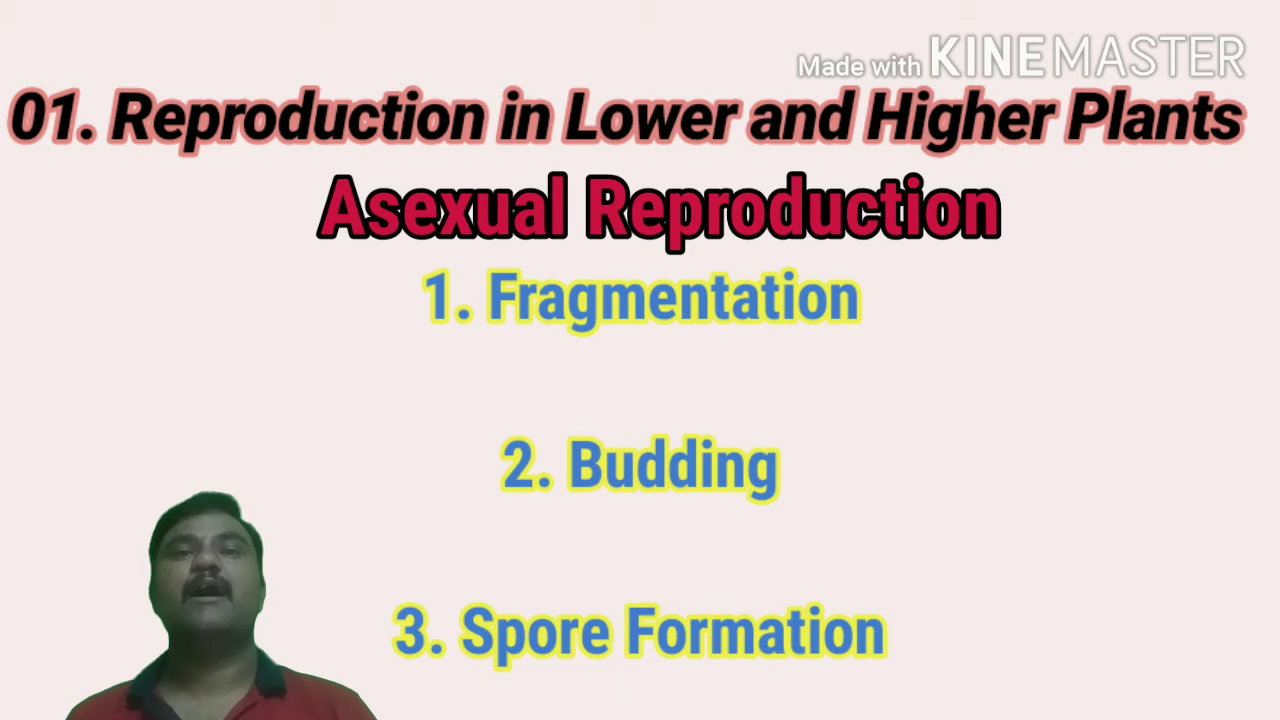 Made with KINEMASTER
01. Reproduction in Lower and Higher Plants
Asexual Reproduction
1. Fragmentation
2. Budding
3. Spore Formation